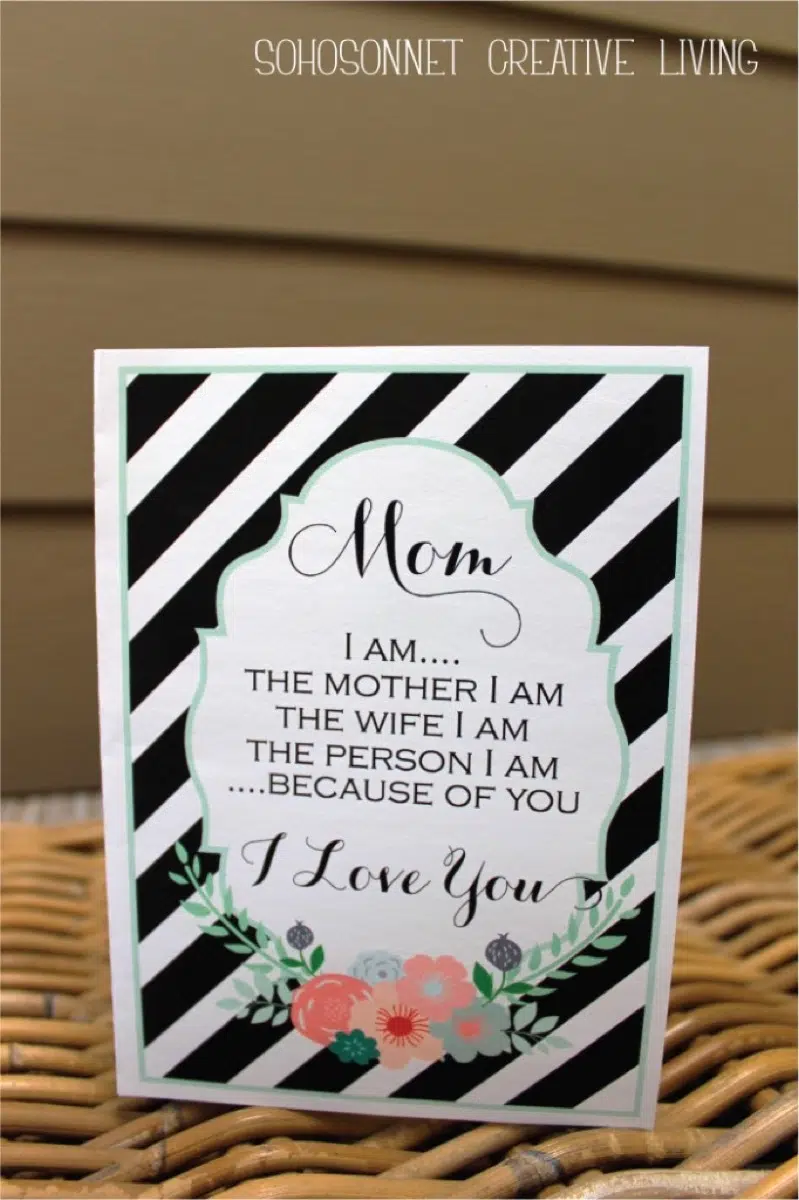 SOHOSONNET CREATIVE LIVING
Mom
I AM....
THE MOTHER I AM
THE WIFE I AM
THE PERSON I AM
....BECAUSE OF YOU
I Love You